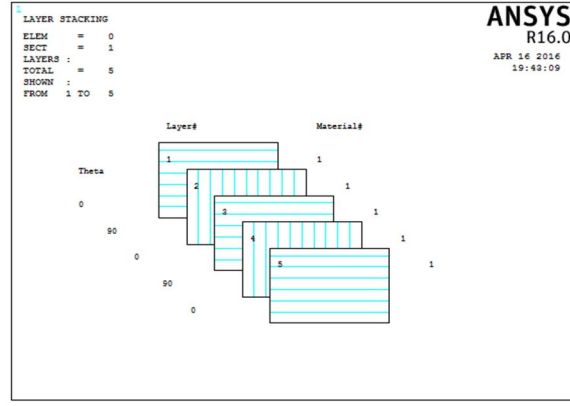 1
LAYER STACKING
ANSYS
R16.0
ELEM = 0
SECT = 1
LAYERS :
TOTAL = 5
SHOWN :
FROM 1 TO 5
APR 16 2016
19:43:09
Layer# Material#
1 1
Theta
2 1
0 3 1
90 4 1
0 5 1
90
0